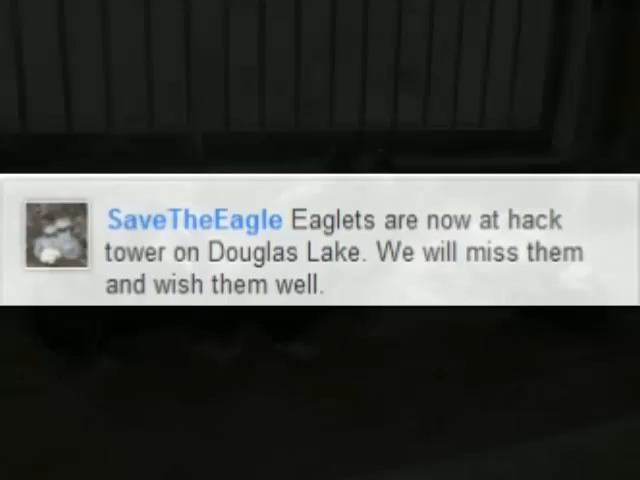 SaveTheEagle Eaglets are now at hack
tower on Douglas Lake. We will miss them
and wish them well.